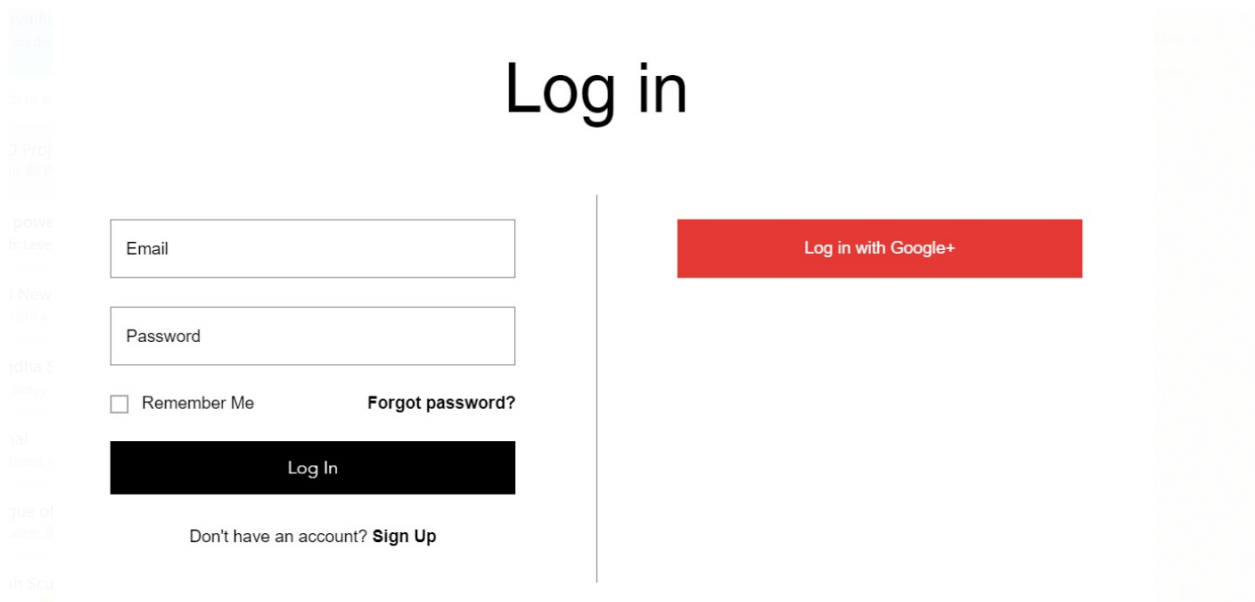 Log in
Email
Password
Remember Me
Forgot password?
Log In
Don't have an account? Sign Up
Log in with Google+